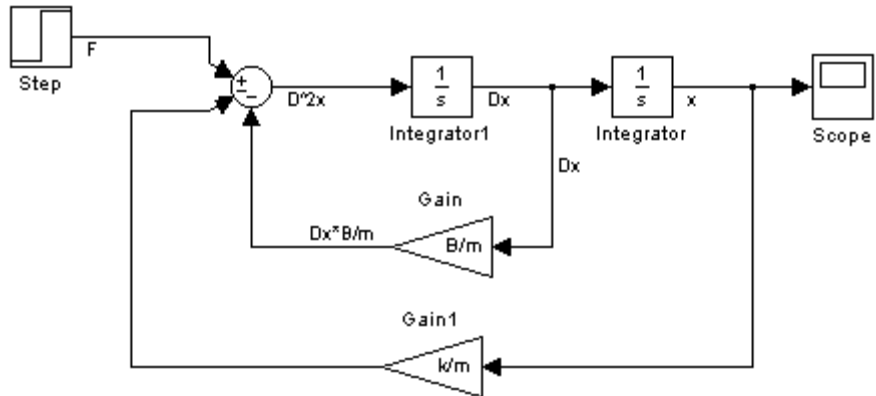 F
Step
+
−
−
D^2x
1
s
Integrator1
Dx
1
s
Integrator
x
Scope
Dx
Gain
Dx*B/m
B/m
Gain1
k/m